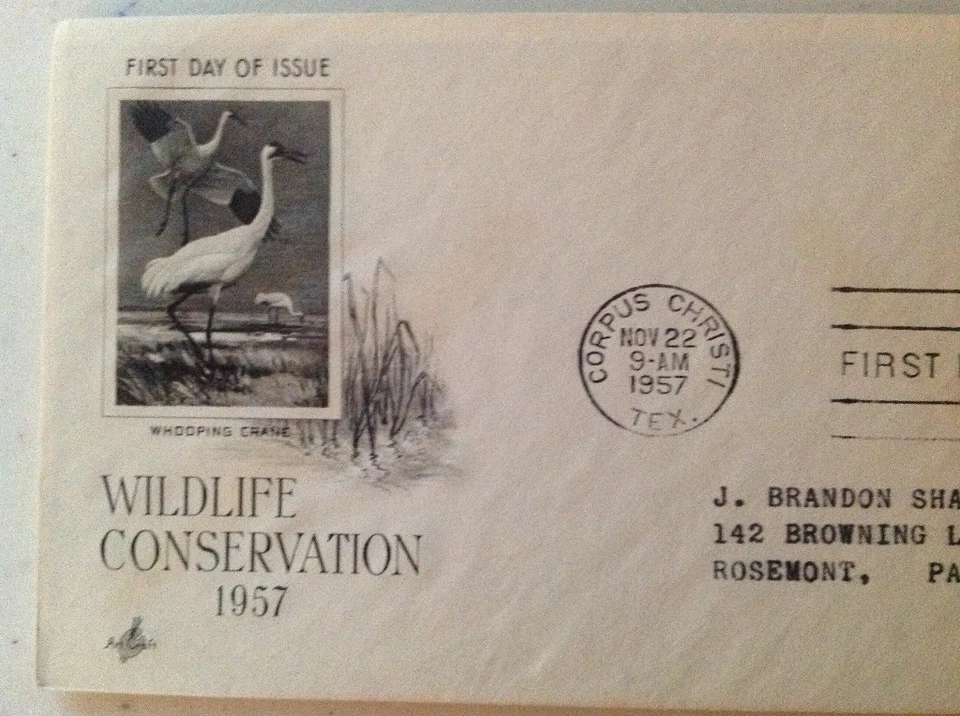 FIRST DAY OF ISSUE
WHOOPING CRANE
WILDLIFE
CONSERVATION
1957
ArtCraft
CORPUS CHRISTI
NOV 22
9-AM
1957
TEX.
FIRST
J. BRANDON SHA
142 BROWNING L
ROSEMONT, PA